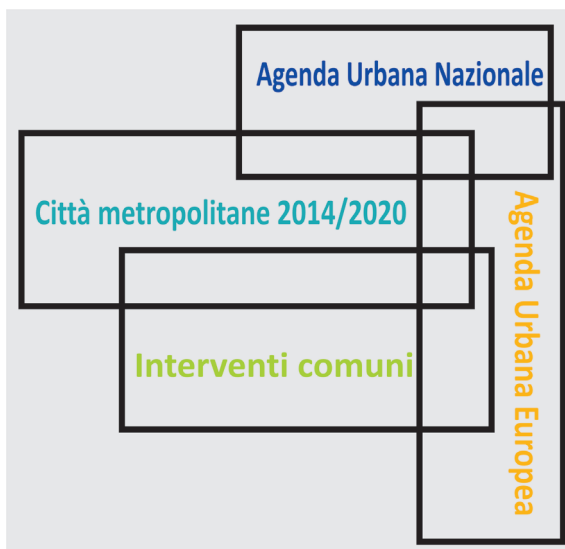 Agenda Urbana Nazionale
Città metropolitane 2014/2020
Interventi comuni
Agenda Urbana Europea